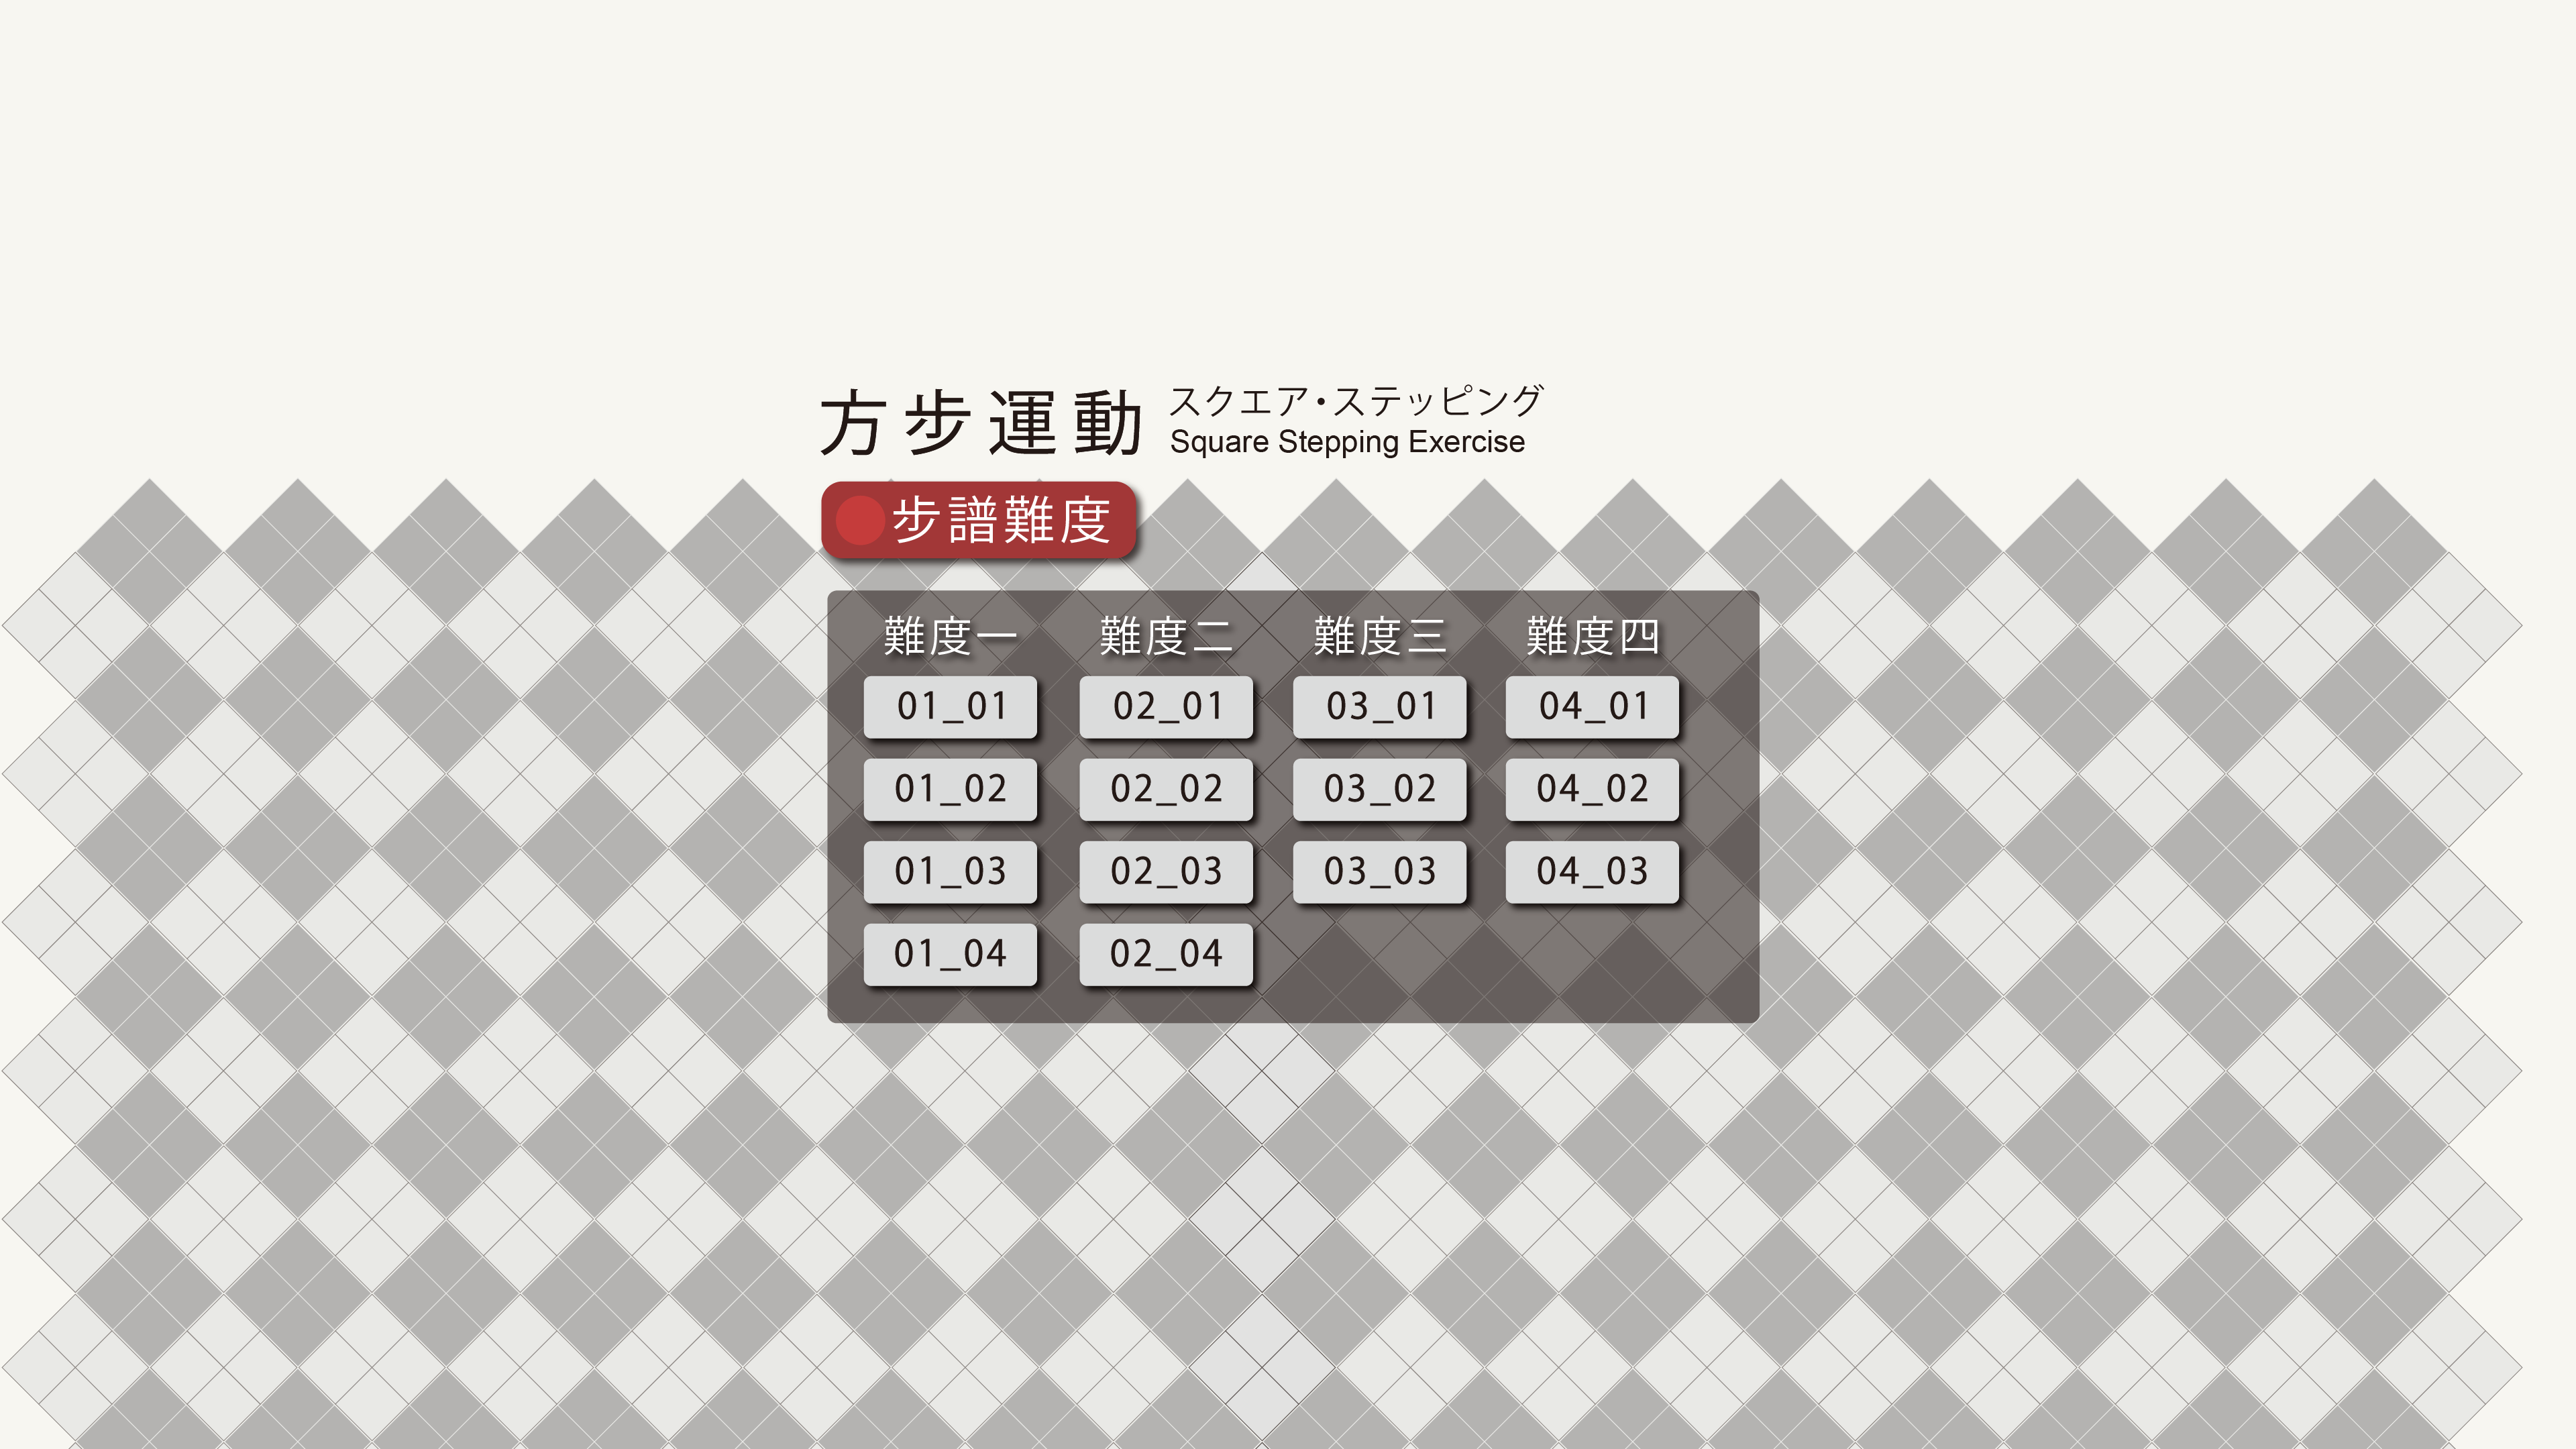 方步運動
スクエア・ステッピング
Square Stepping Exercise
步譜難度
難度一 難度二 難度三 難度四
01_01 02_01 03_01 04_01
01_02 02_02 03_02 04_02
01_03 02_03 03_03 04_03
01_04 02_04